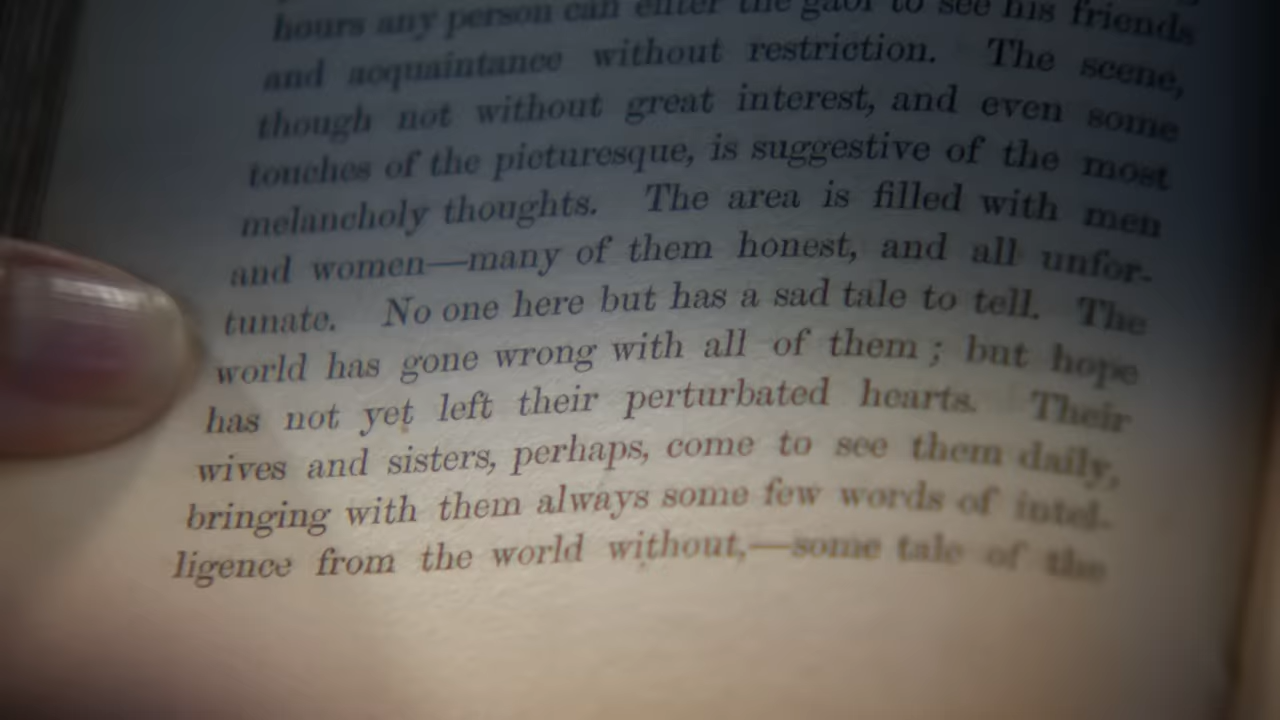 hours any person can enter the gaol to see his friends
and acquaintance without restriction. The scene,
though not without great interest, and even some
touches of the picturesque, is suggestive of the most
melancholy thoughts. The area is filled with men
and women—many of them honest, and all unfor-
tunate. No one here but has a sad tale to tell. The
world has gone wrong with all of them ; but hope
has not yet left their perturbated hearts. Their
wives and sisters, perhaps, come to see them daily,
bringing with them always some few words of intel-
ligence from the world without,—some tale of the